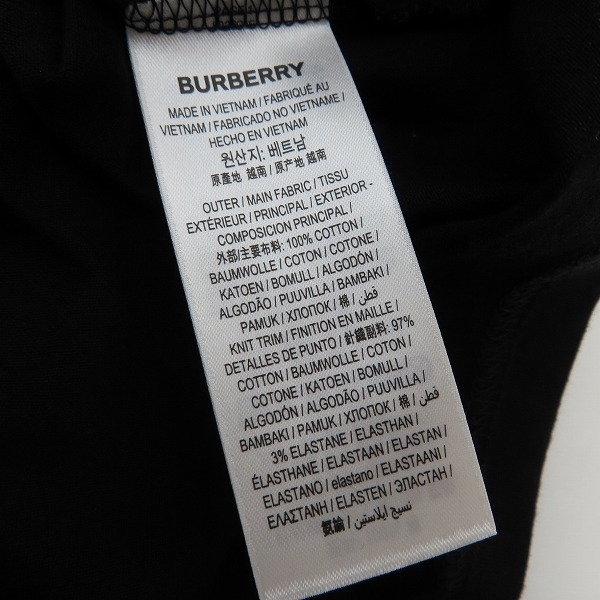 BURBERRY
MADE IN VIETNAM / FABRIQUÉ AU
VIETNAM / FABRICADO NO VIETNAME /
HECHO EN VIETNAM
원산지: 베트남
原產地 越南 / 原产地 越南
OUTER / MAIN FABRIC / TISSU
EXTÉRIEUR / PRINCIPAL / EXTERIOR -
COMPOSICION PRINCIPAL /
外部/主要布料: 100% COTTON /
BAUMWOLLE / COTON / COTONE /
KATOEN / BOMULL / ALGODÓN /
ALGODÃO / PUUVILLA / BAMBAKI /
PAMUK / ХЛОПОК / 棉 / قطن /
KNIT TRIM / FINITION EN MAILLE /
DETALLES DE PUNTO / 針織副料: 97%
COTTON / BAUMWOLLE / COTON /
COTONE / KATOEN / BOMULL /
ALGODÓN / ALGODÃO / PUUVILLA /
BAMBAKI / PAMUK / ХЛОПОК / 棉 / قطن /
3% ELASTANE / ELASTHAN /
ÉLASTHANE / ELASTAAN / ELASTAN /
ELASTANO / elastano / ELASTAANI /
ΕΛΑΣΤΑΝΗ / ELASTEN / ЭЛАСТАН /
氨綸 / نسيج ايلاستين